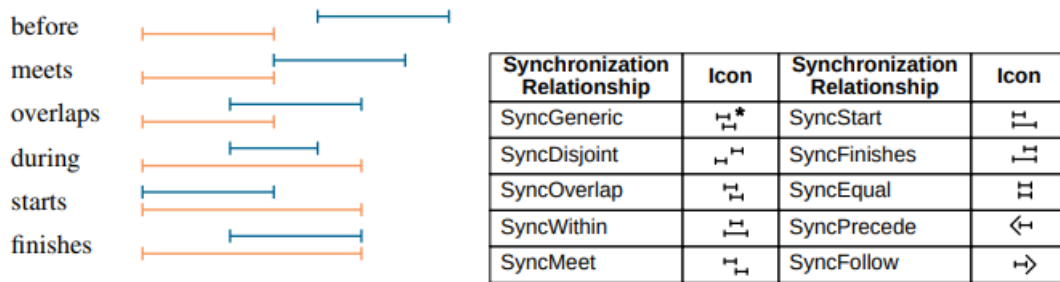 before
meets
overlaps
during
starts
finishes
Synchronization Relationship Icon Synchronization Relationship Icon
SyncGeneric * SyncStart
SyncDisjoint SyncFinishes
SyncOverlap SyncEqual
SyncWithin SyncPrecede
SyncMeet SyncFollow